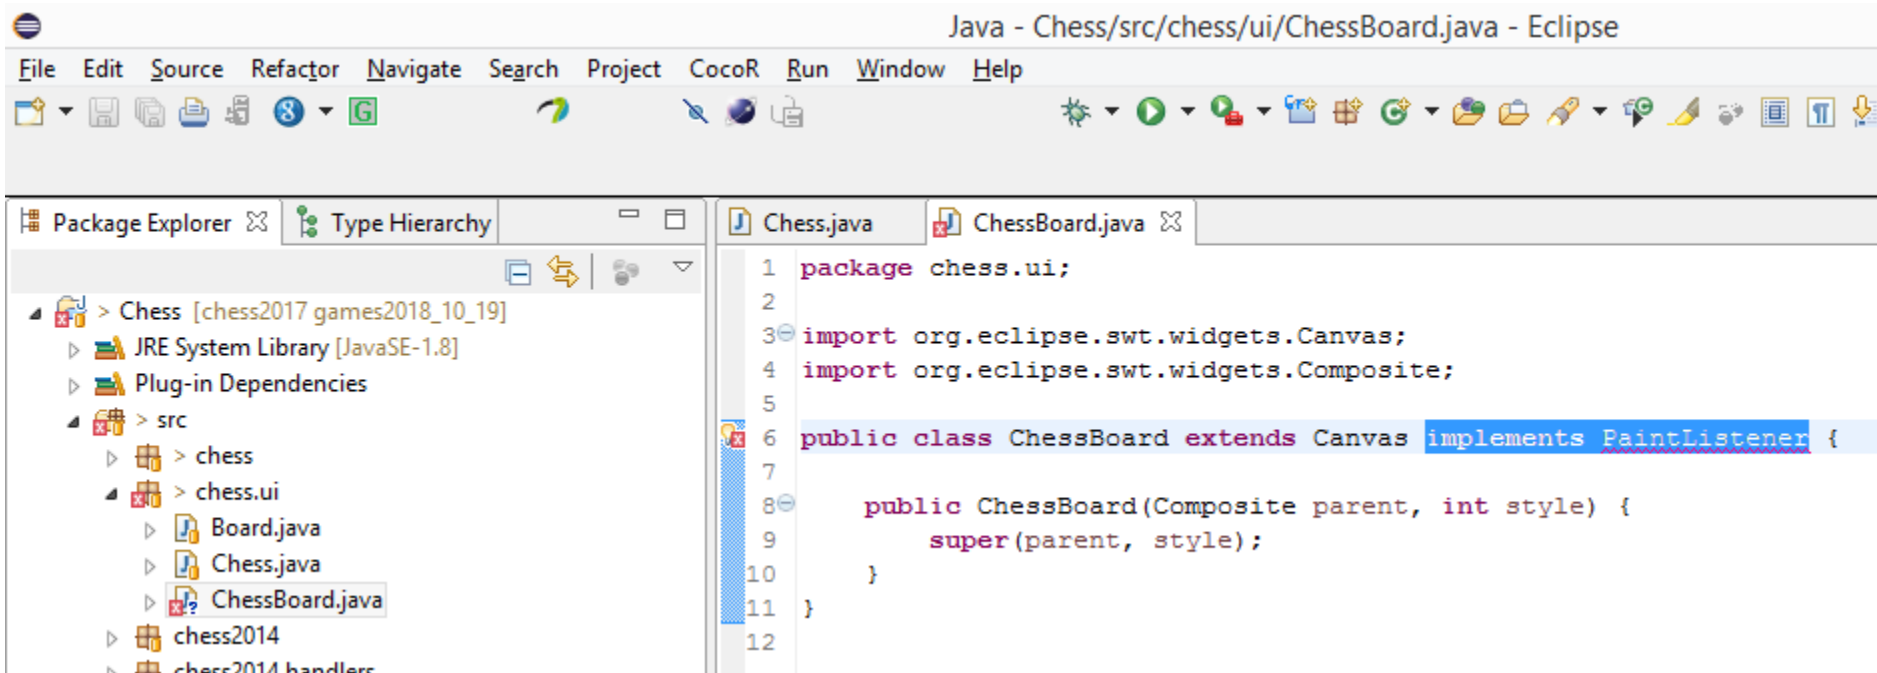 Java - Chess/src/chess/ui/ChessBoard.java - Eclipse
File Edit Source Refactor Navigate Search Project CocoR Run Window Help
Package Explorer Type Hierarchy
> Chess [chess2017 games2018_10_19]
JRE System Library [JavaSE-1.8]
Plug-in Dependencies
> src
> chess
> chess.ui
Board.java
Chess.java
ChessBoard.java
chess2014
chess2014.handlers
Chess.java ChessBoard.java
1 package chess.ui;
2
3 import org.eclipse.swt.widgets.Canvas;
4 import org.eclipse.swt.widgets.Composite;
5
6 public class ChessBoard extends Canvas implements PaintListener {
7
8 public ChessBoard(Composite parent, int style) {
9 super(parent, style);
10 }
11 }
12